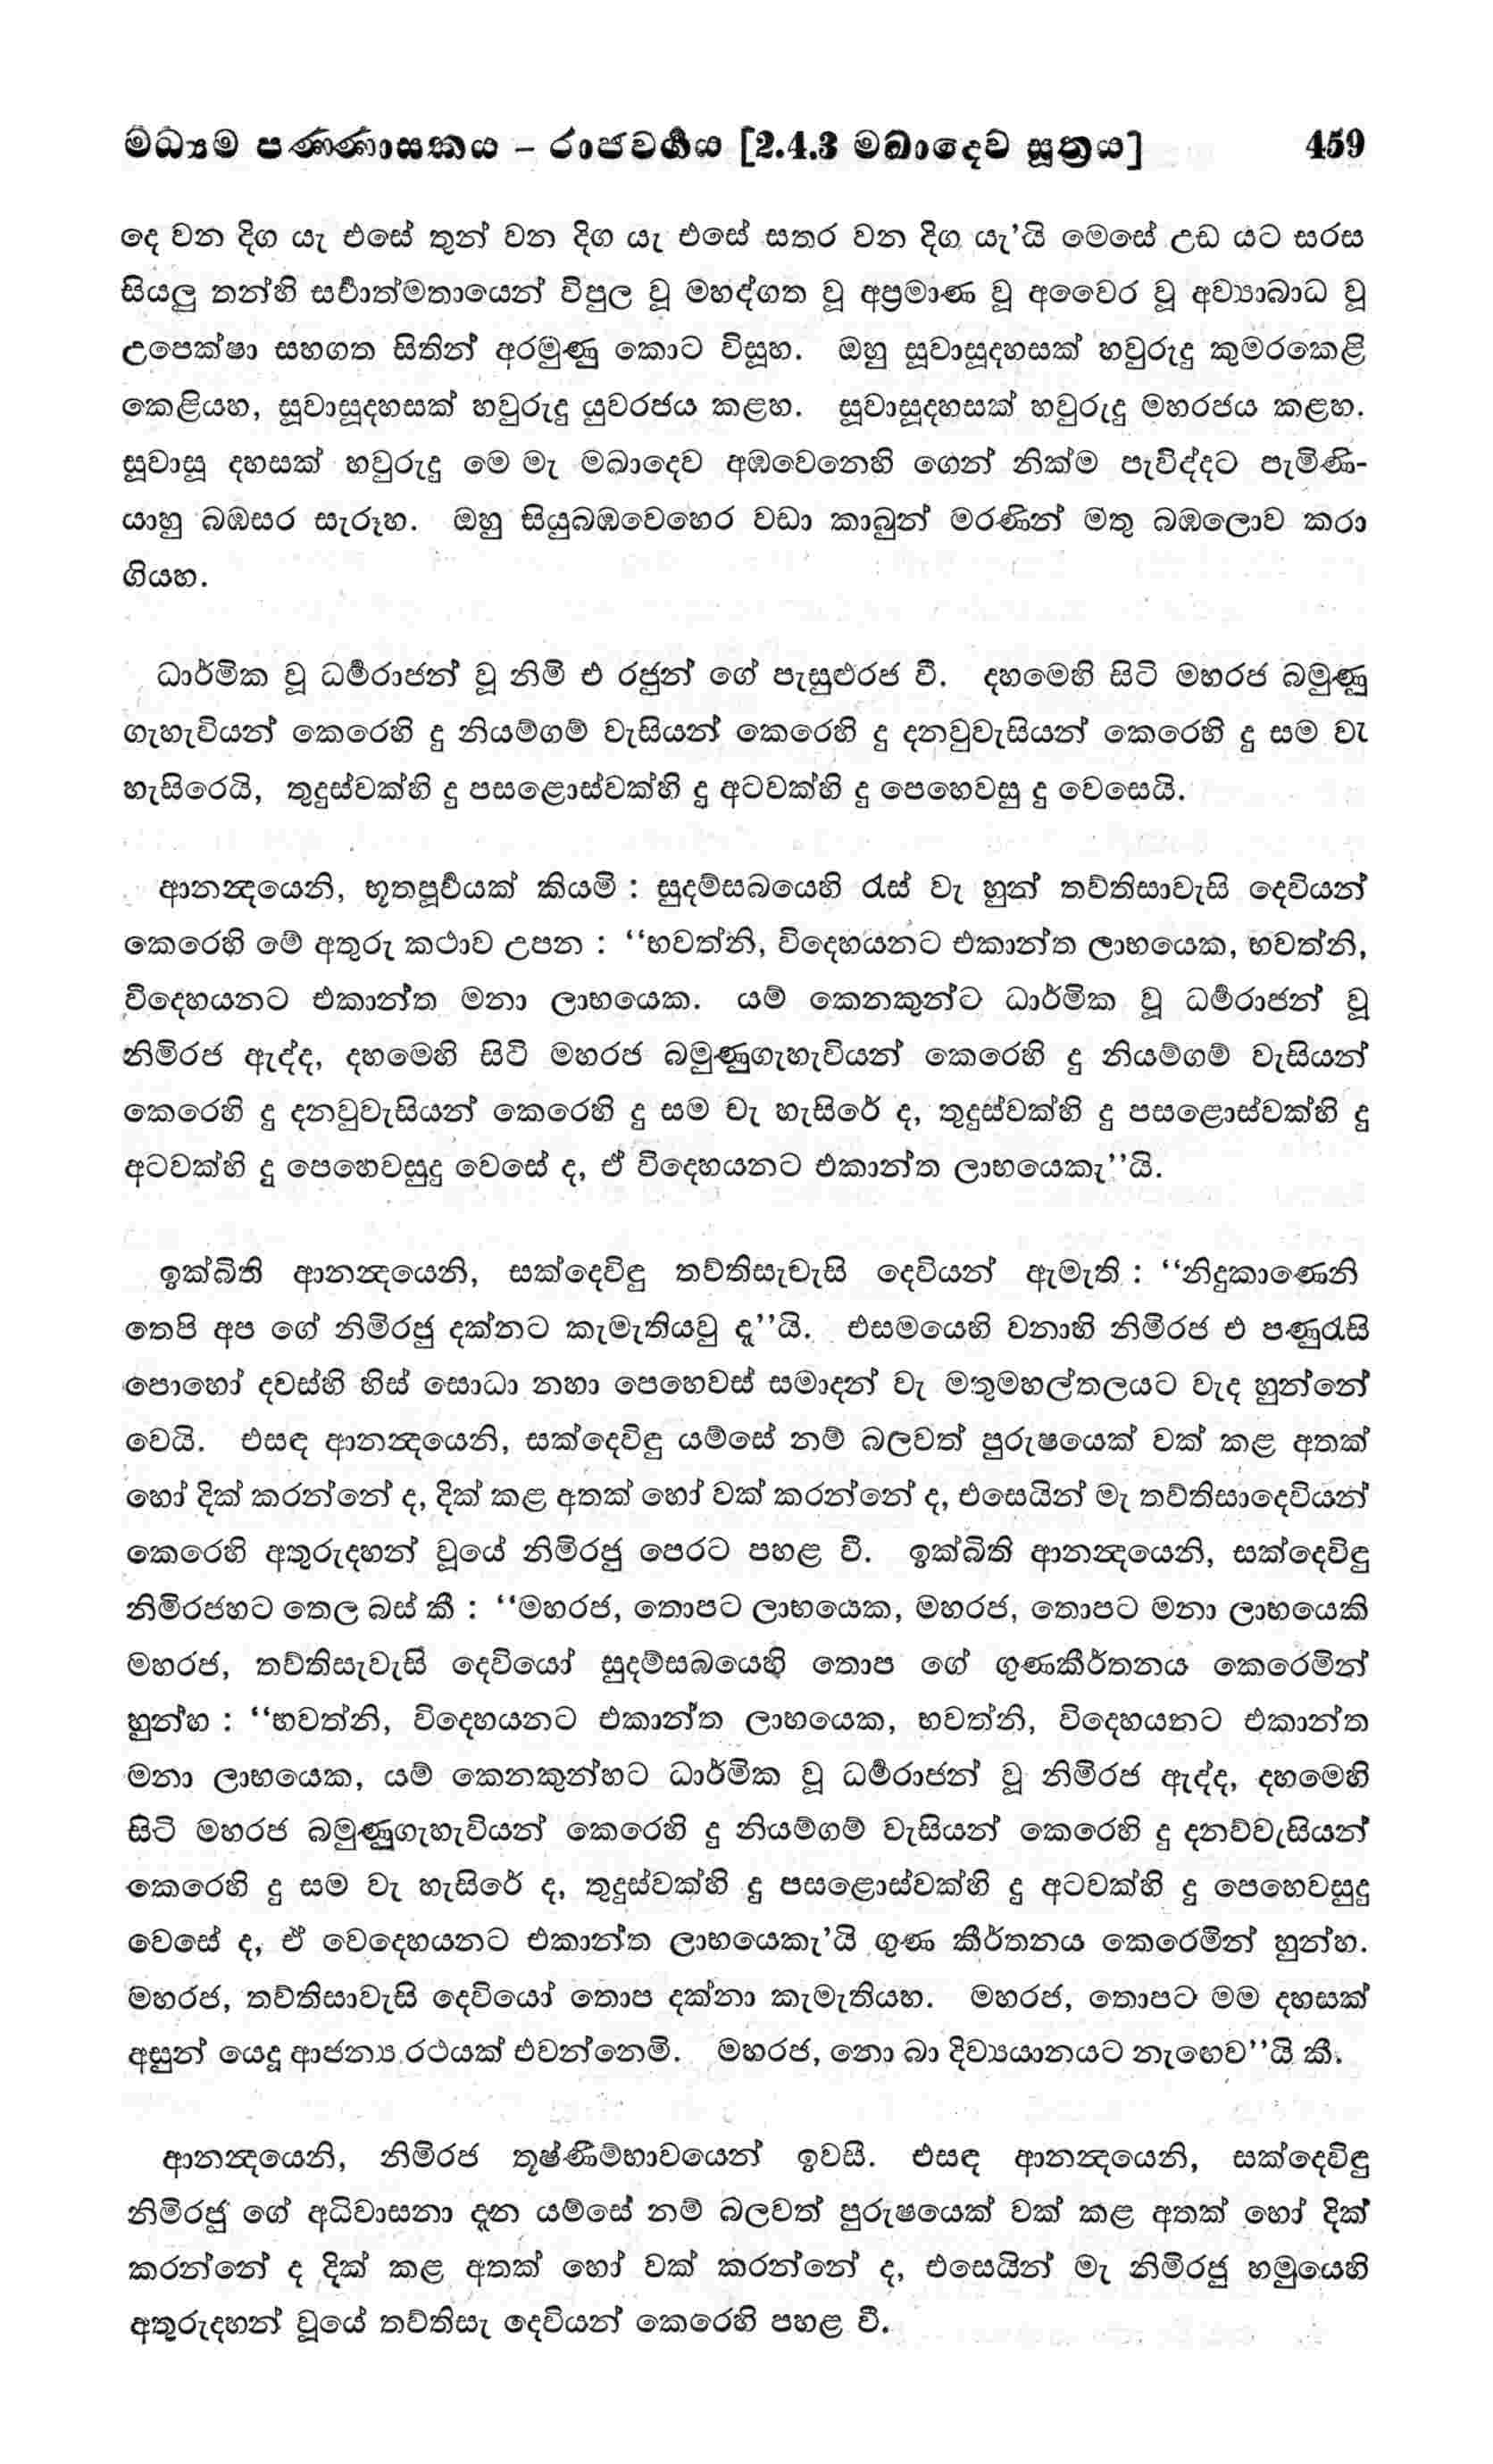 මධ්‍යම පණ්ණාසකය – රාජවර්‍ගය [2.4.3 මඛාදෙව සූත්‍රය] 459
දෙ වන දිග යැ එසේ තුන් වන දිග යැ එසේ සතර වන දිග යැ’යි මෙසේ උඩ යට සරස
සියලු තන්හි සර්‍වාත්මතායෙන් විපුල වූ මහද්ගත වූ අප්‍රමාණ වූ අවෛර වූ අව්‍යාබාධ වූ
උපෙක්ෂා සහගත සිතින් අරමුණු කොට විසූහ. ඔහු සූවාසූදහසක් හවුරුදු කුමරකෙළි
කෙළියහ, සූවාසූදහසක් හවුරුදු යුවරජය කළහ. සූවාසූදහසක් හවුරුදු මහරජය කළහ.
සූවාසූ දහසක් හවුරුදු මෙ මැ මඛාදෙව අඹවෙනෙහි ගෙන් නික්ම පැවිද්දට පැමිණි-
යාහු බඹසර සැරූහ. ඔහු සියුබඹවෙහෙර වඩා කාබුන් මරණින් මතු බඹලොව කරා
ගියහ.
ධාර්මික වූ ධර්‍මරාජන් වූ නිමි එ රජුන් ගේ පැසුළුරජ වී. දහමෙහි සිටි මහරජ බමුණු
ගැහැවියන් කෙරෙහි ද නියම්ගම් වැසියන් කෙරෙහි ද දනවුවැසියන් කෙරෙහි ද සම වැ
හැසිරෙයි, තුදුස්වක්හි ද පසළොස්වක්හි ද අටවක්හි ද පෙහෙවසු ද වෙසෙයි.
ආනන්‍දයෙනි, භූතපූර්‍වයක් කියමි : සුදම්සබයෙහි රැස් වැ හුන් තව්තිසාවැසි දෙවියන්
කෙරෙහි මේ අතුරු කථාව උපන : “භවත්නි, විදෙහයනට එකාන්ත ලාභයෙක, භවත්නි,
විදෙහයනට එකාන්ත මනා ලාභයෙක. යම් කෙනකුන්ට ධාර්මික වූ ධර්‍මරාජන් වූ
නිමිරජ ඇද්ද, දහමෙහි සිටි මහරජ බමුණුගැහැවියන් කෙරෙහි ද නියම්ගම් වැසියන්
කෙරෙහි ද දනවුවැසියන් කෙරෙහි ද සම වැ හැසිරේ ද, තුදුස්වක්හි ද පසළොස්වක්හි ද
අටවක්හි ද පෙහෙවසුද වෙසේ ද, ඒ විදෙහයනට එකාන්ත ලාභයෙකැ”යි.
ඉක්බිති ආනන්‍දයෙනි, සක්දෙවිඳු තව්තිසැවැසි දෙවියන් ඇමැති : “නිදුකාණෙනි
තෙපි අප ගේ නිමිරජු දක්නට කැමැතියවු දැ”යි. එසමයෙහි වනාහි නිමිරජ එ පණුරැසි
පොහෝ දවස්හි හිස් සොධා නහා පෙහෙවස් සමාදන් වැ මතුමහල්තලයට වැද හුන්නේ
වෙයි. එසඳ ආනන්‍දයෙනි, සක්දෙවිඳු යම්සේ නම් බලවත් පුරුෂයෙක් වක් කළ අතක්
හෝ දික් කරන්නේ ද, දික් කළ අතක් හෝ වක් කරන්නේ ද, එසෙයින් මැ තව්තිසාදෙවියන්
කෙරෙහි අතුරුදහන් වූයේ නිමිරජු පෙරට පහළ වී. ඉක්බිති ආනන්‍දයෙනි, සක්දෙවිඳු
නිමිරජහට තෙල බස් කී : “මහරජ, තොපට ලාභයෙක, මහරජ, තොපට මනා ලාභයෙකි
මහරජ, තව්තිසැවැසි දෙවියෝ සුදම්සබයෙහි තොප ගේ ගුණකීර්තනය කෙරෙමින්
හුන්හ : “භවත්නි, විදෙහයනට එකාන්ත ලාභයෙක, භවත්නි, විදෙහයනට එකාන්ත
මනා ලාභයෙක, යම් කෙනකුන්හට ධාර්මික වූ ධර්‍මරාජන් වූ නිමිරජ ඇද්ද, දහමෙහි
සිටි මහරජ බමුණුගැහැවියන් කෙරෙහි ද නියම්ගම් වැසියන් කෙරෙහි ද දනව්වැසියන්
කෙරෙහි ද සම වැ හැසිරේ ද, තුදුස්වක්හි ද පසළොස්වක්හි ද අටවක්හි ද පෙහෙවසුද
වෙසේ ද, ඒ වෙදෙහයනට එකාන්ත ලාභයෙකැ’යි ගුණ කීර්තනය කෙරෙමින් හුන්හ.
මහරජ, තව්තිසාවැසි දෙවියෝ තොප දක්නා කැමැතියහ. මහරජ, තොපට මම දහසක්
අසුන් යෙදූ ආජන්‍ය රථයක් එවන්නෙමි. මහරජ, නො බා දිව්‍යයානයට නැඟෙව”යි කී.
ආනන්‍දයෙනි, නිමිරජ තූෂ්ණීම්භාවයෙන් ඉවසී. එසඳ ආනන්‍දයෙනි, සක්දෙවිඳු
නිමිරජු ගේ අධිවාසනා දැන යම්සේ නම් බලවත් පුරුෂයෙක් වක් කළ අතක් හෝ දික්
කරන්නේ ද දික් කළ අතක් හෝ වක් කරන්නේ ද, එසෙයින් මැ නිමිරජු හමුයෙහි
අතුරුදහන් වූයේ තව්තිසැ දෙවියන් කෙරෙහි පහළ වී.